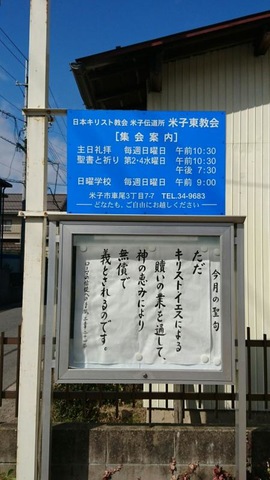 日本キリスト教会 米子伝道所 米子東教会
[集会案内]
主日礼拝 毎週日曜日 午前10:30
聖書と祈り 第2・4水曜日 午前10:30
午後 7:30
日曜学校 毎週日曜日 午前 9:00
米子市車尾3丁目7-7 TEL.34-9683
どなたも、ご自由にお越しください
今月の聖句
ただ
キリスト・イエスによる
贖いの業を通して、
神の恵みにより
無償で
義とされるのです。